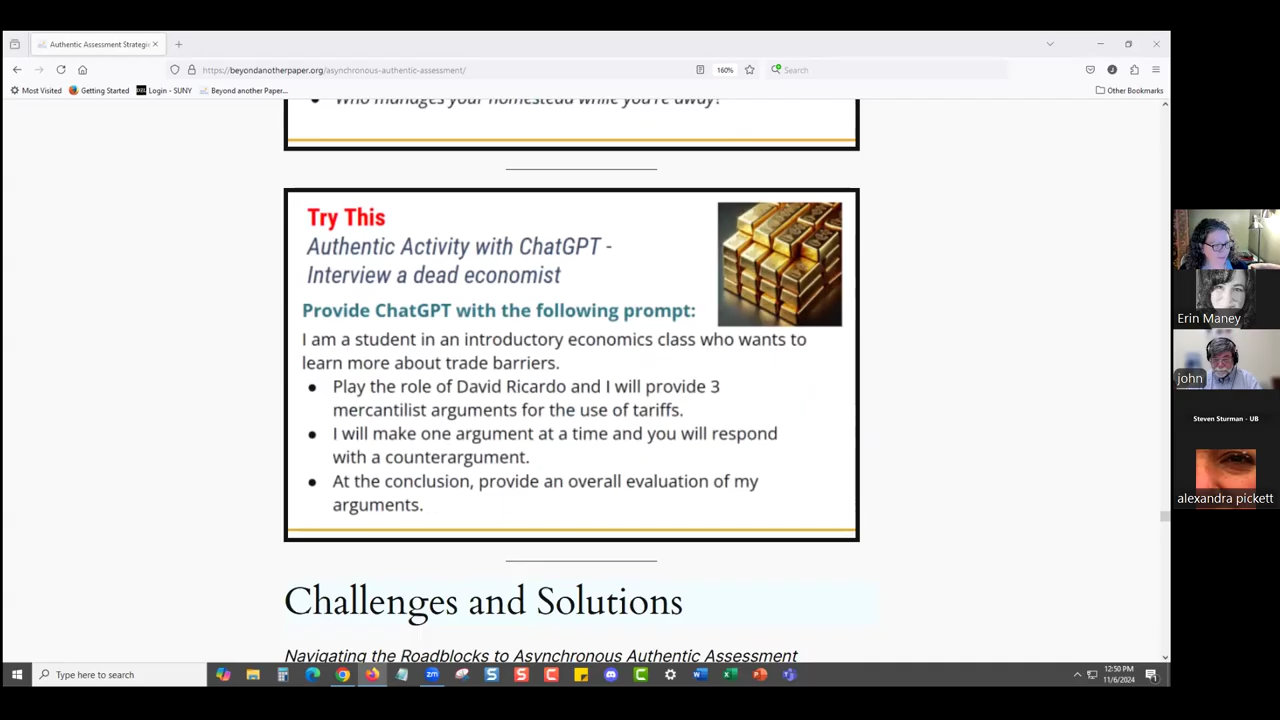 Authentic Assessment Strategi
https://beyondanotherpaper.org/asynchronous-authentic-assessment/
160%
Search
Most Visited
Getting Started
Login - SUNY
Beyond another Paper...
Other Bookmarks
Who manages your homestead while you're away?
Try This
Authentic Activity with ChatGPT -
Interview a dead economist
Provide ChatGPT with the following prompt:
I am a student in an introductory economics class who wants to
learn more about trade barriers.
● Play the role of David Ricardo and I will provide 3
mercantilist arguments for the use of tariffs.
● I will make one argument at a time and you will respond
with a counterargument.
● At the conclusion, provide an overall evaluation of my
arguments.
Challenges and Solutions
Navigating the Roadblocks to Asynchronous Authentic Assessment
Erin Maney
john
Steven Sturman - UB
alexandra pickett
Type here to search
12:50 PM
11/6/2024